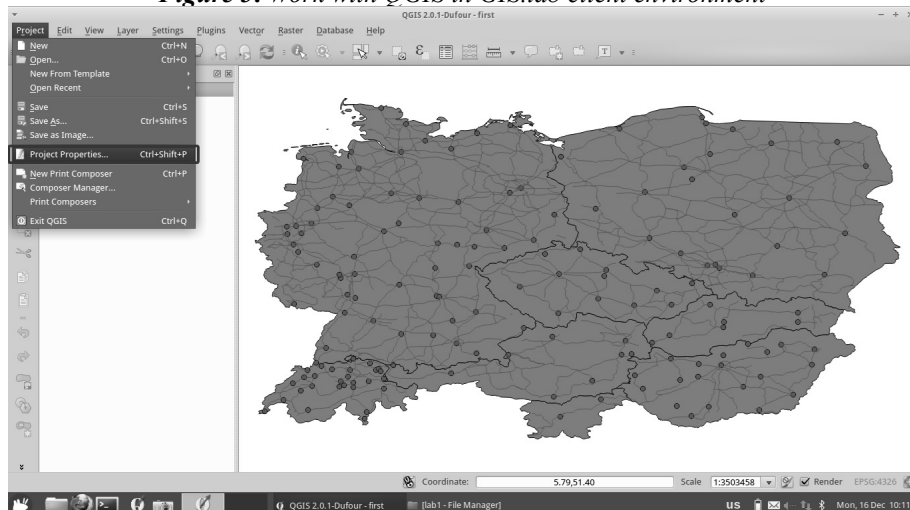 Figure 3. Work with QGIS in GISlab client environment
QGIS 2.0.1-Dufour - first
Project Edit View Layer Settings Plugins Vector Raster Database Help
New Ctrl+N
Open... Ctrl+O
New From Template
Open Recent
Save Ctrl+S
Save As... Ctrl+Shift+S
Save as Image...
Project Properties... Ctrl+Shift+P
New Print Composer Ctrl+P
Composer Manager...
Print Composers
Exit QGIS Ctrl+Q
Coordinate: 5.79,51.40 Scale 1:3503458 Render EPSG:4326
QGIS 2.0.1-Dufour - first [lab1 - File Manager] US Mon, 16 Dec 10:11